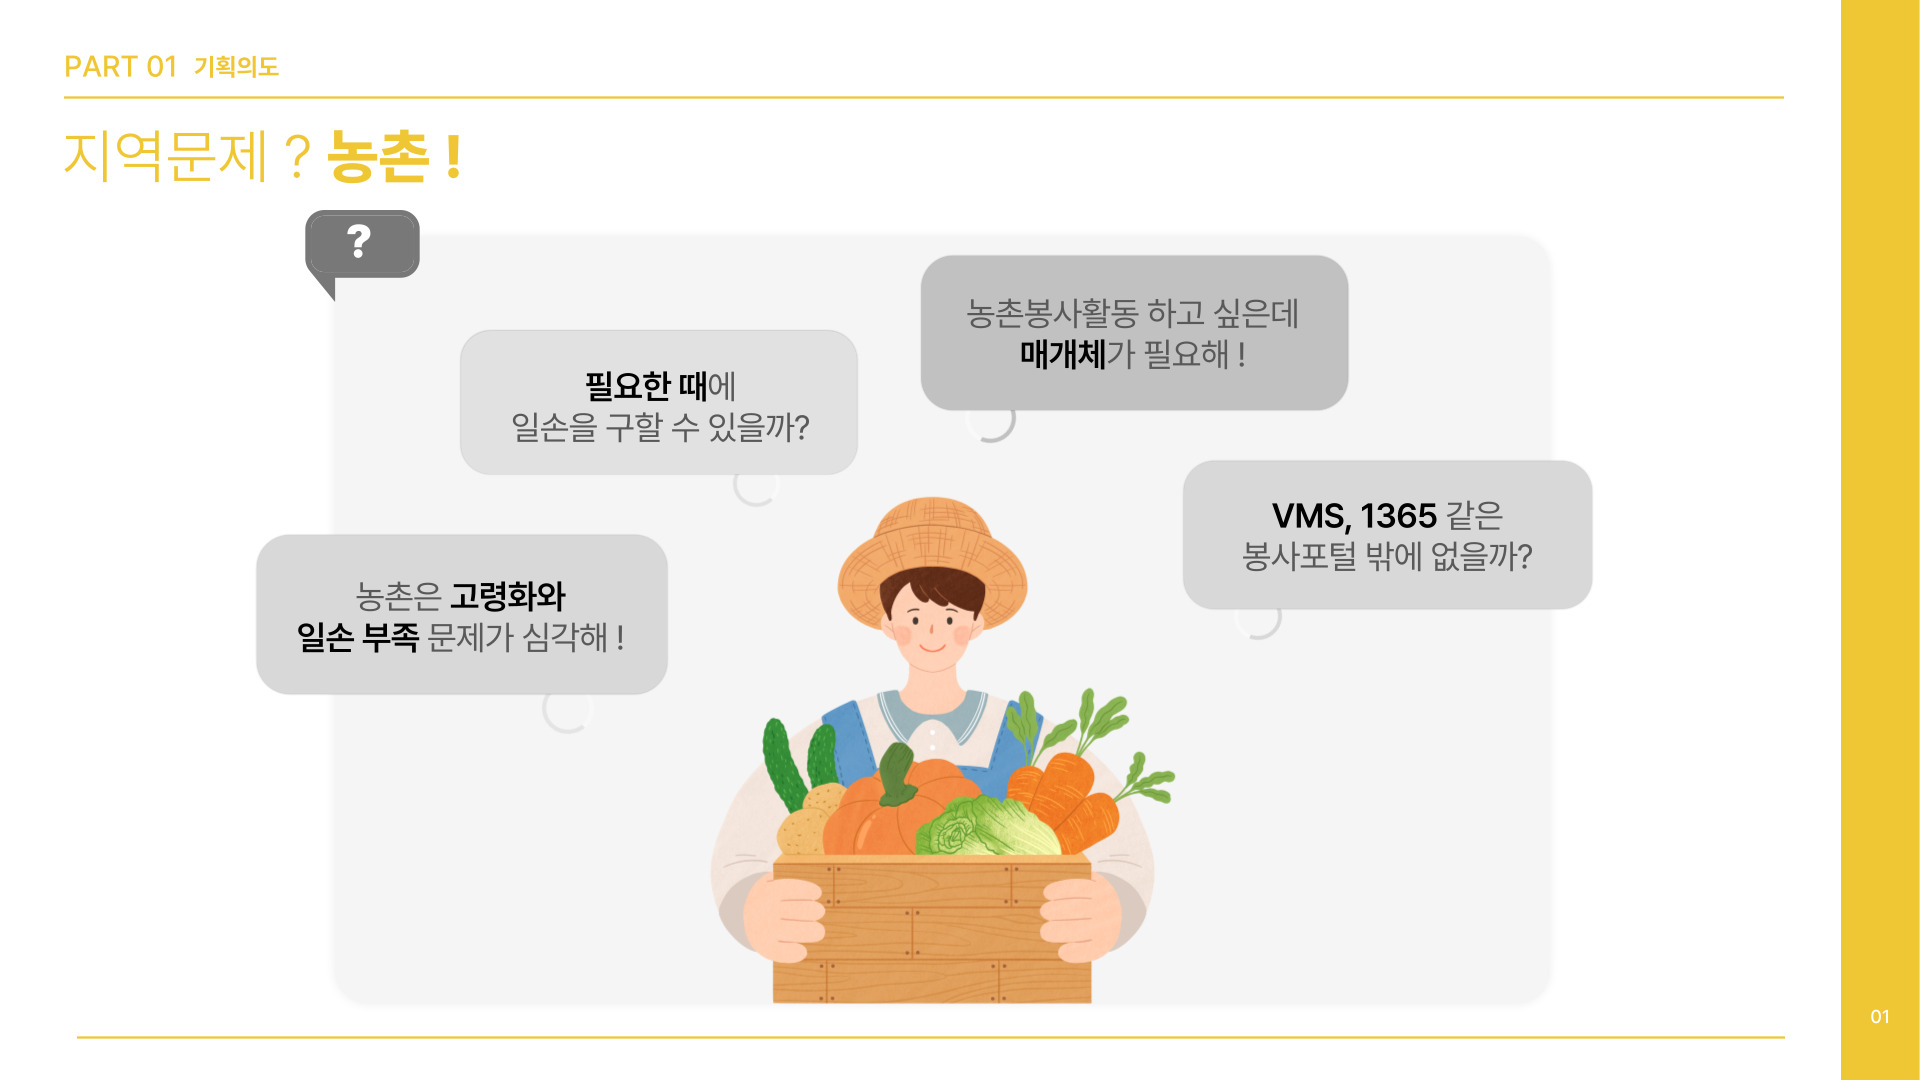 PART 01 기획의도
지역문제 ? 농촌 !
?
농촌봉사활동 하고 싶은데
매개체가 필요해 !
필요한 때에
일손을 구할 수 있을까?
VMS, 1365 같은
봉사포털 밖에 없을까?
농촌은 고령화와
일손 부족 문제가 심각해 !
01